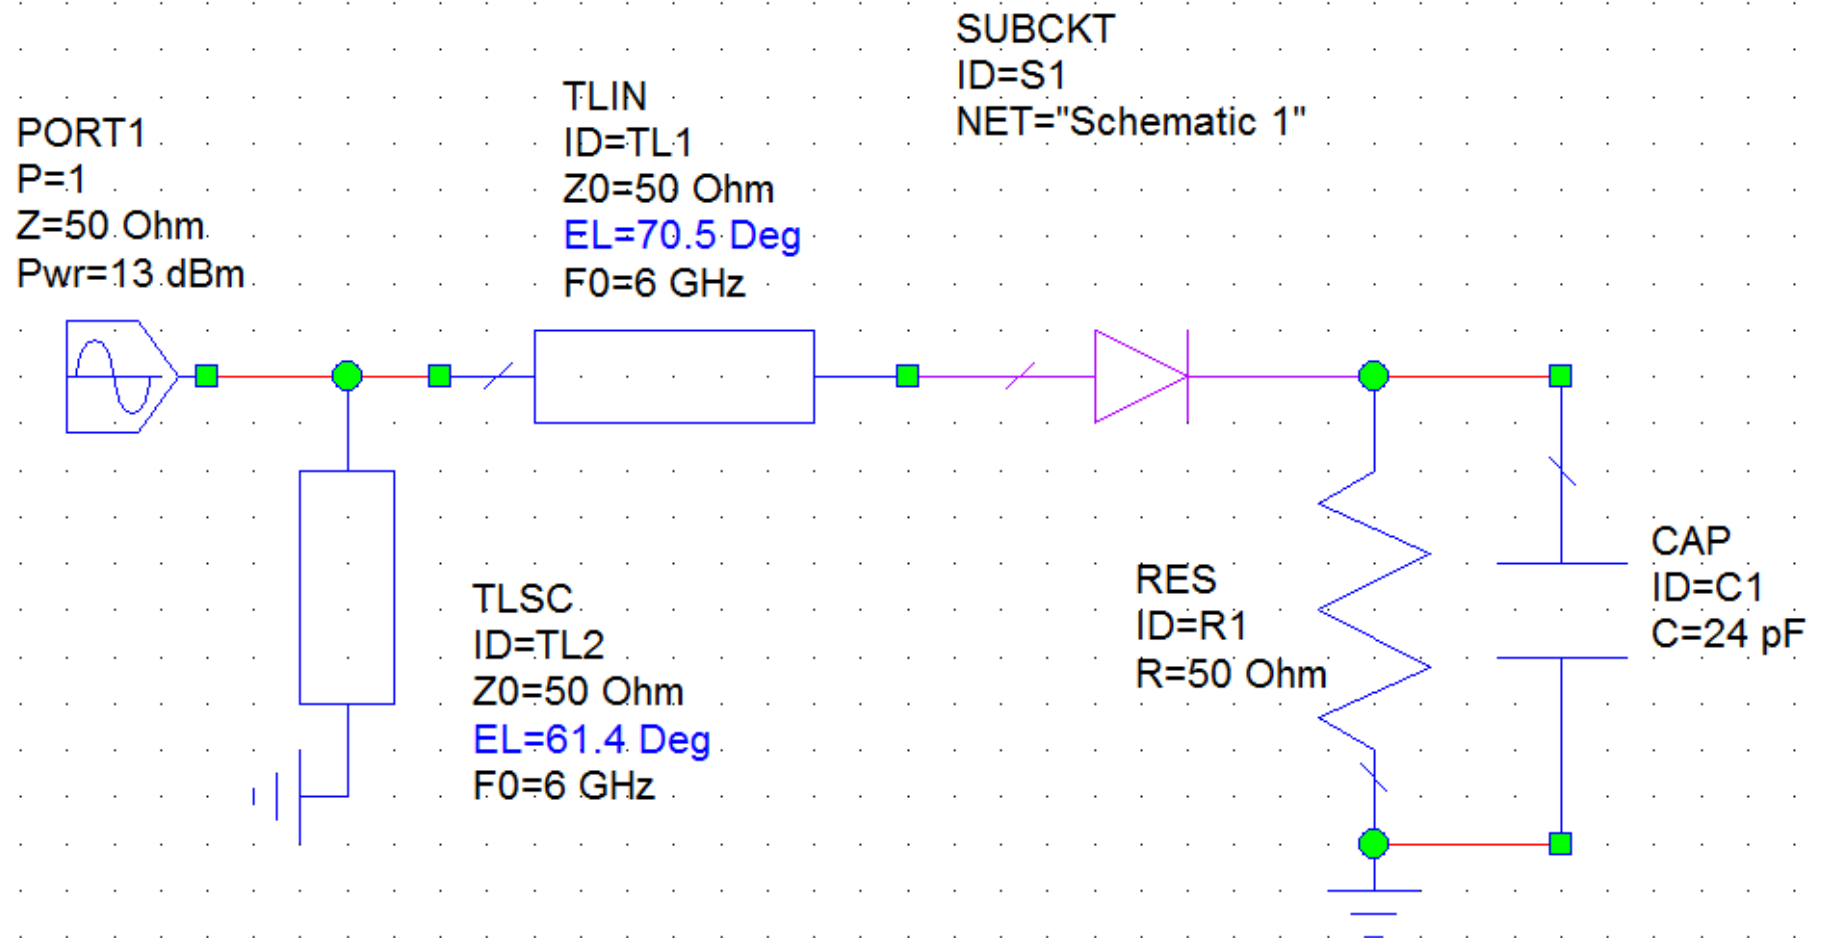 SUBCKT
ID=S1
NET="Schematic 1"
TLIN
ID=TL1
Z0=50 Ohm
EL=70.5 Deg
F0=6 GHz
PORT1
P=1
Z=50 Ohm
Pwr=13 dBm
TLSC
ID=TL2
Z0=50 Ohm
EL=61.4 Deg
F0=6 GHz
RES
ID=R1
R=50 Ohm
CAP
ID=C1
C=24 pF